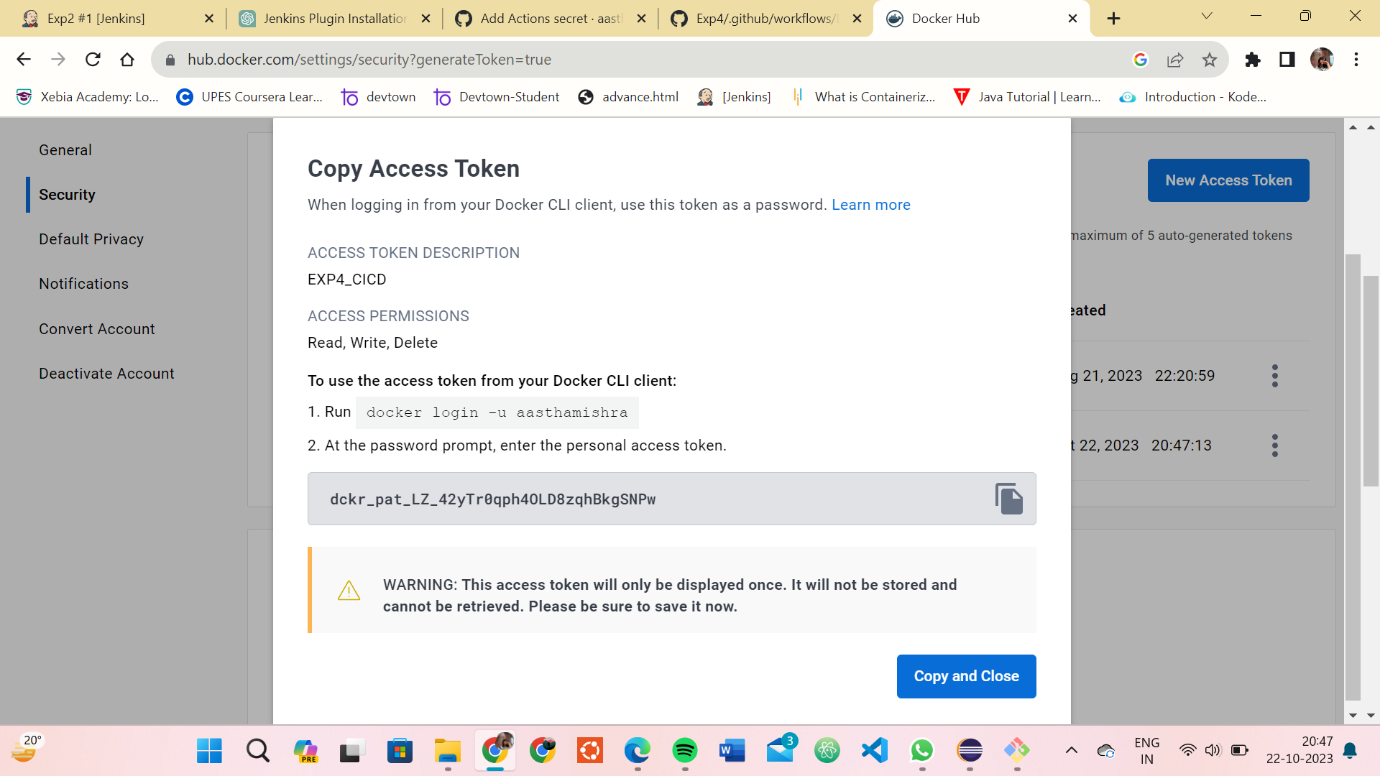 Exp2 #1 [Jenkins]
Jenkins Plugin Installation
Add Actions secret · aasth
Exp4/.github/workflows/
Docker Hub
hub.docker.com/settings/security?generateToken=true
Xebia Academy: Lo...
UPES Coursera Lear...
devtown
Devtown-Student
advance.html
[Jenkins]
What is Containeriz...
Java Tutorial | Learn...
Introduction - Kode...
General
Security
Default Privacy
Notifications
Convert Account
Deactivate Account
Copy Access Token
When logging in from your Docker CLI client, use this token as a password. Learn more
ACCESS TOKEN DESCRIPTION
EXP4_CICD
ACCESS PERMISSIONS
Read, Write, Delete
To use the access token from your Docker CLI client:
1. Run docker login -u aasthamishra
2. At the password prompt, enter the personal access token.
dckr_pat_LZ_42yTr0qph4OLD8zqhBkgSNPw
WARNING: This access token will only be displayed once. It will not be stored and
cannot be retrieved. Please be sure to save it now.
Copy and Close
New Access Token
maximum of 5 auto-generated tokens
eated
g 21, 2023 22:20:59
t 22, 2023 20:47:13
20°
PRE
3
ENG
IN
20:47
22-10-2023